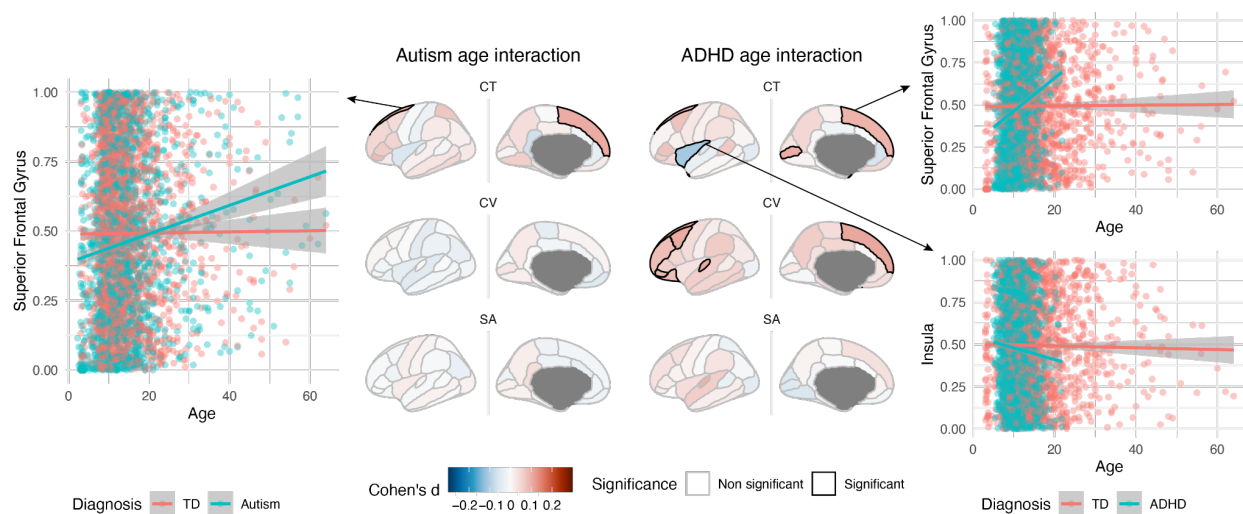 Autism age interaction
ADHD age interaction
CT
CT
CV
CV
SA
SA
Superior Frontal Gyrus
1.00
0.75
0.50
0.25
0.00
0 20 40 60
Age
Diagnosis TD Autism
Cohen's d
-0.2 -0.1 0 0.1 0.2
Significance Non significant Significant
Superior Frontal Gyrus
1.00
0.75
0.50
0.25
0.00
0 20 40 60
Age
Insula
1.00
0.75
0.50
0.25
0.00
0 20 40 60
Age
Diagnosis TD ADHD